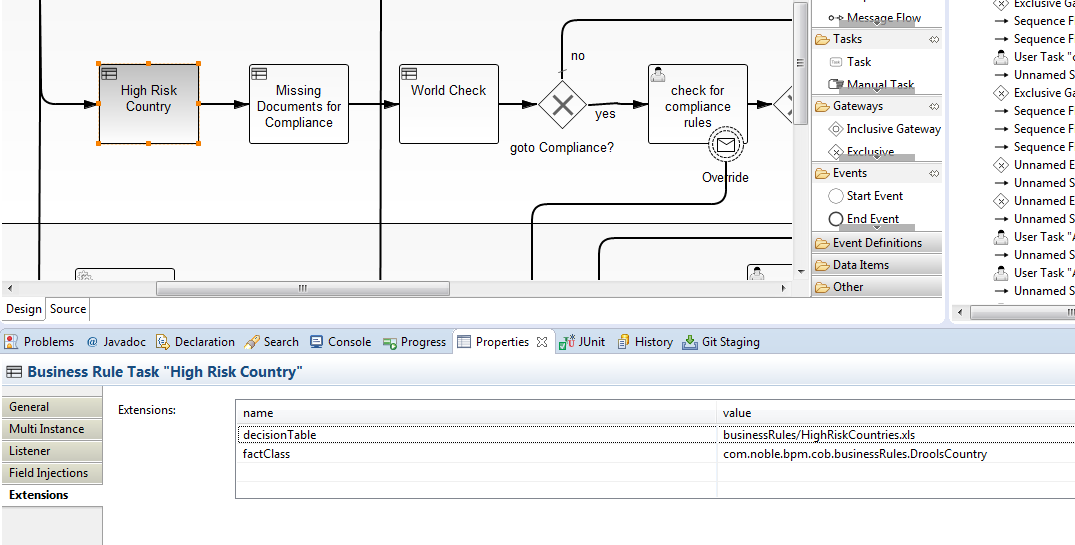 no
High Risk
Country
Missing
Documents for
Compliance
World Check
yes
goto Compliance?
check for
compliance
rules
Override
Message Flow
Tasks
Task
Manual Task
Gateways
Inclusive Gateway
Exclusive
Events
Start Event
End Event
Event Definitions
Data Items
Other
Exclusive Ga
Sequence F
Sequence F
User Task "c
Unnamed S
Exclusive Ga
Sequence F
Sequence F
Sequence F
Unnamed E
Unnamed S
Unnamed E
Unnamed S
User Task "A
Unnamed S
User Task "A
Unnamed S
Design
Source
Problems
@ Javadoc
Declaration
Search
Console
Progress
Properties
JUnit
History
Git Staging
Business Rule Task "High Risk Country"
General
Multi Instance
Listener
Field Injections
Extensions
Extensions:
name value
decisionTable businessRules/HighRiskCountries.xls
factClass com.noble.bpm.cob.businessRules.DroolsCountry